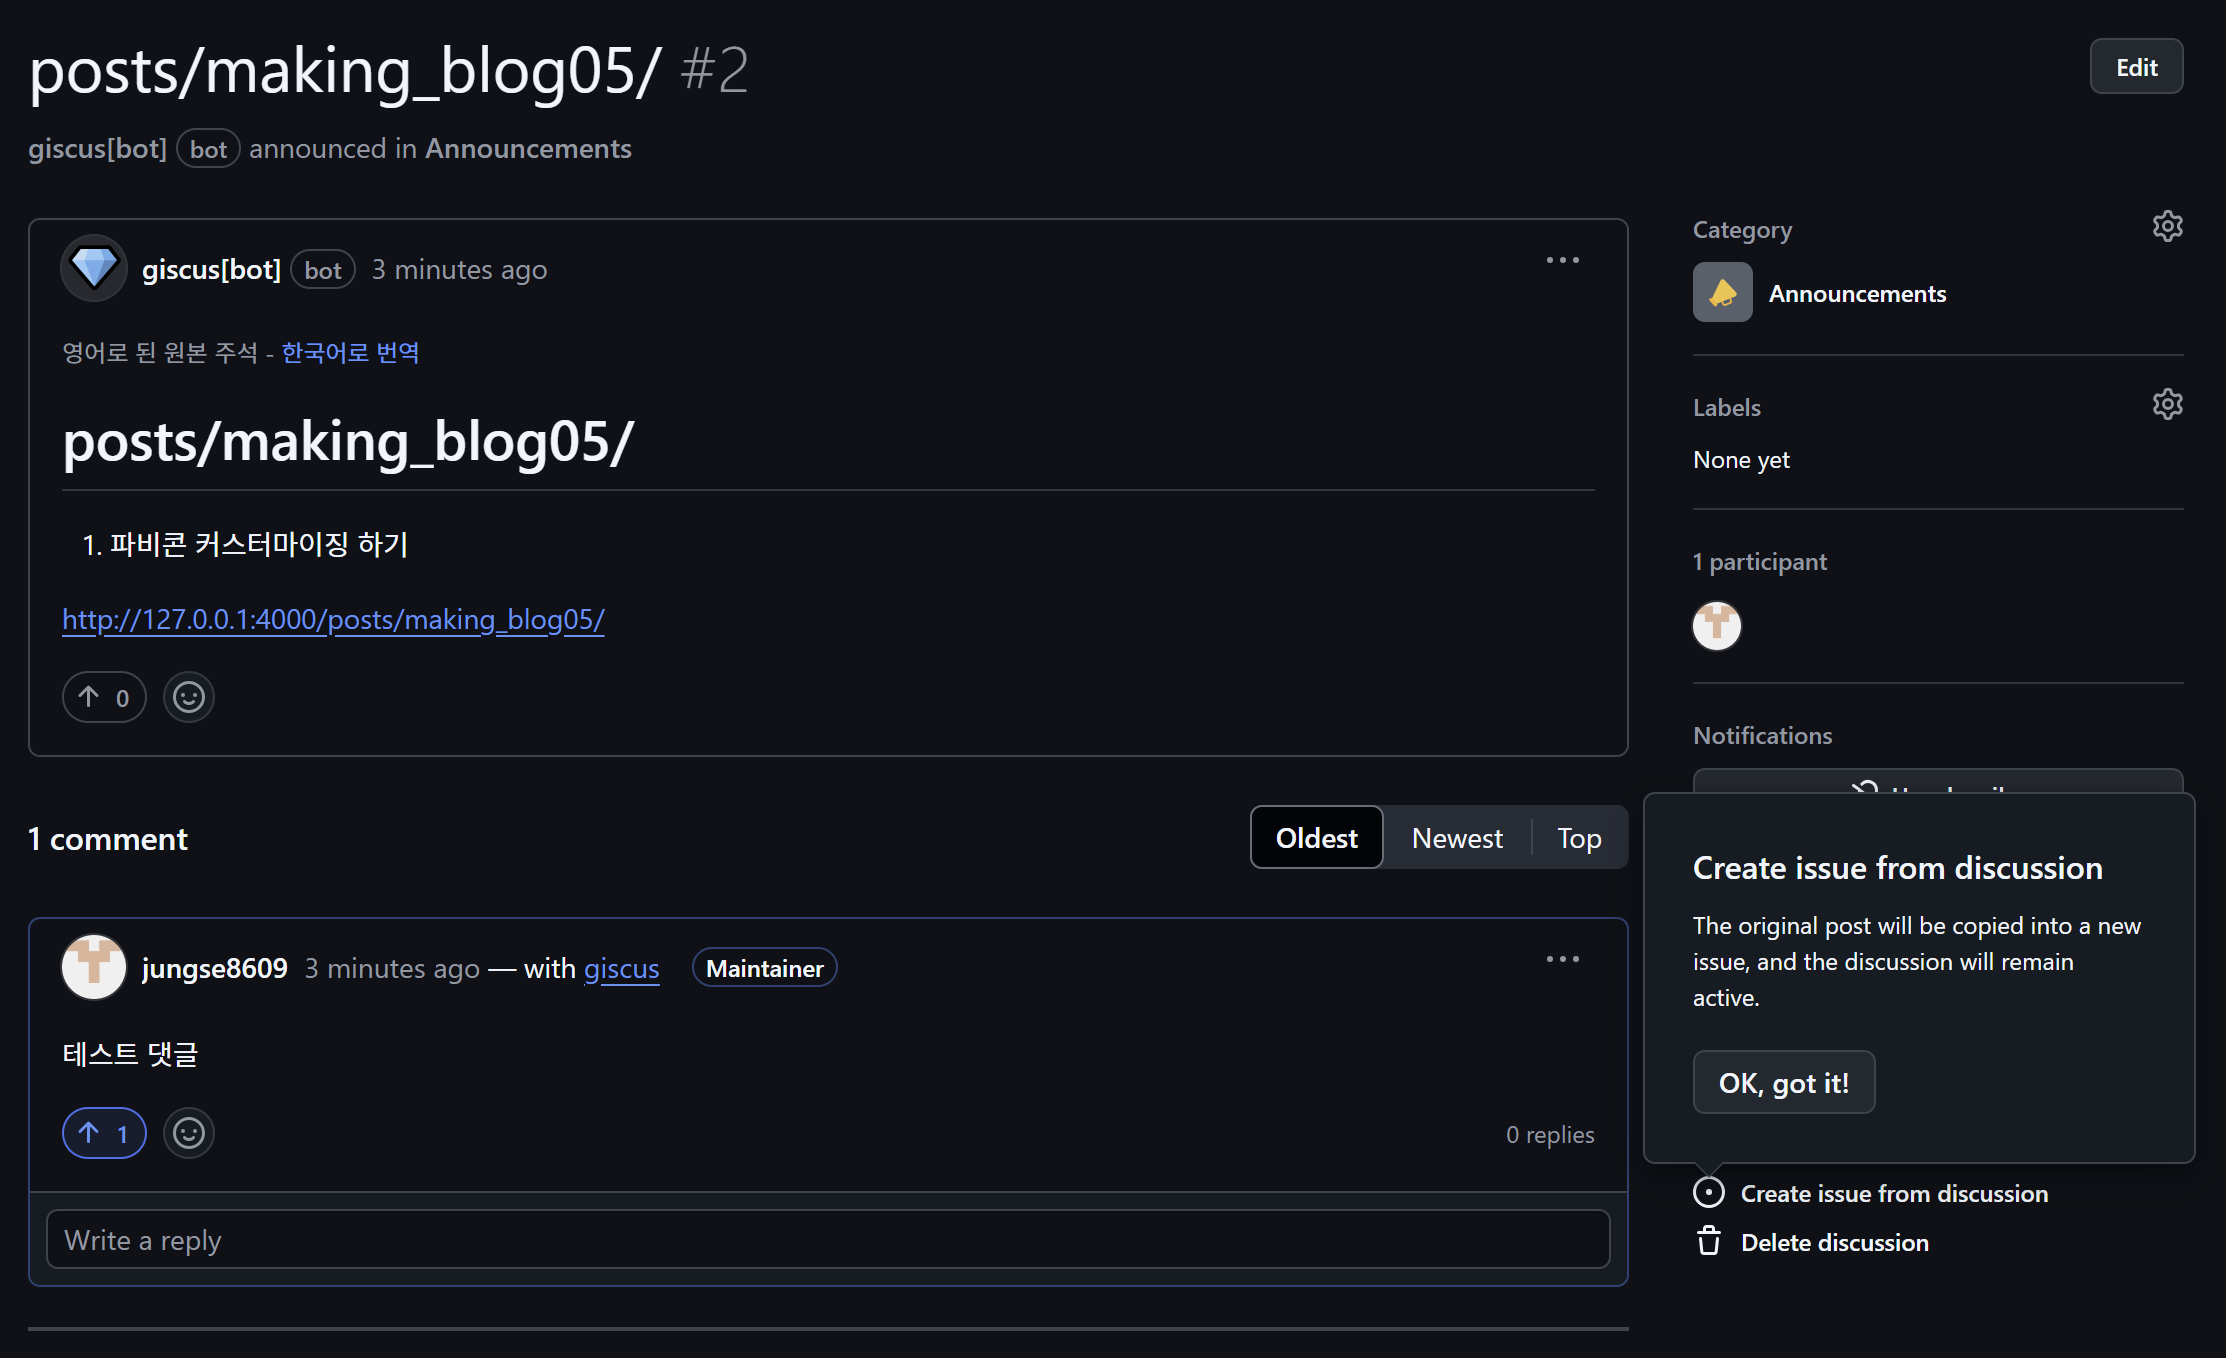 posts/making_blog05/ #2
Edit
giscus[bot] bot announced in Announcements
giscus[bot] bot 3 minutes ago
영어로 된 원본 주석 - 한국어로 번역
posts/making_blog05/
1. 파비콘 커스터마이징 하기
http://127.0.0.1:4000/posts/making_blog05/
0
1 comment
Oldest
Newest
Top
jungse8609 3 minutes ago — with giscus Maintainer
테스트 댓글
1
0 replies
Write a reply
Category
Announcements
Labels
None yet
1 participant
Notifications
Create issue from discussion
The original post will be copied into a new
issue, and the discussion will remain
active.
OK, got it!
Create issue from discussion
Delete discussion